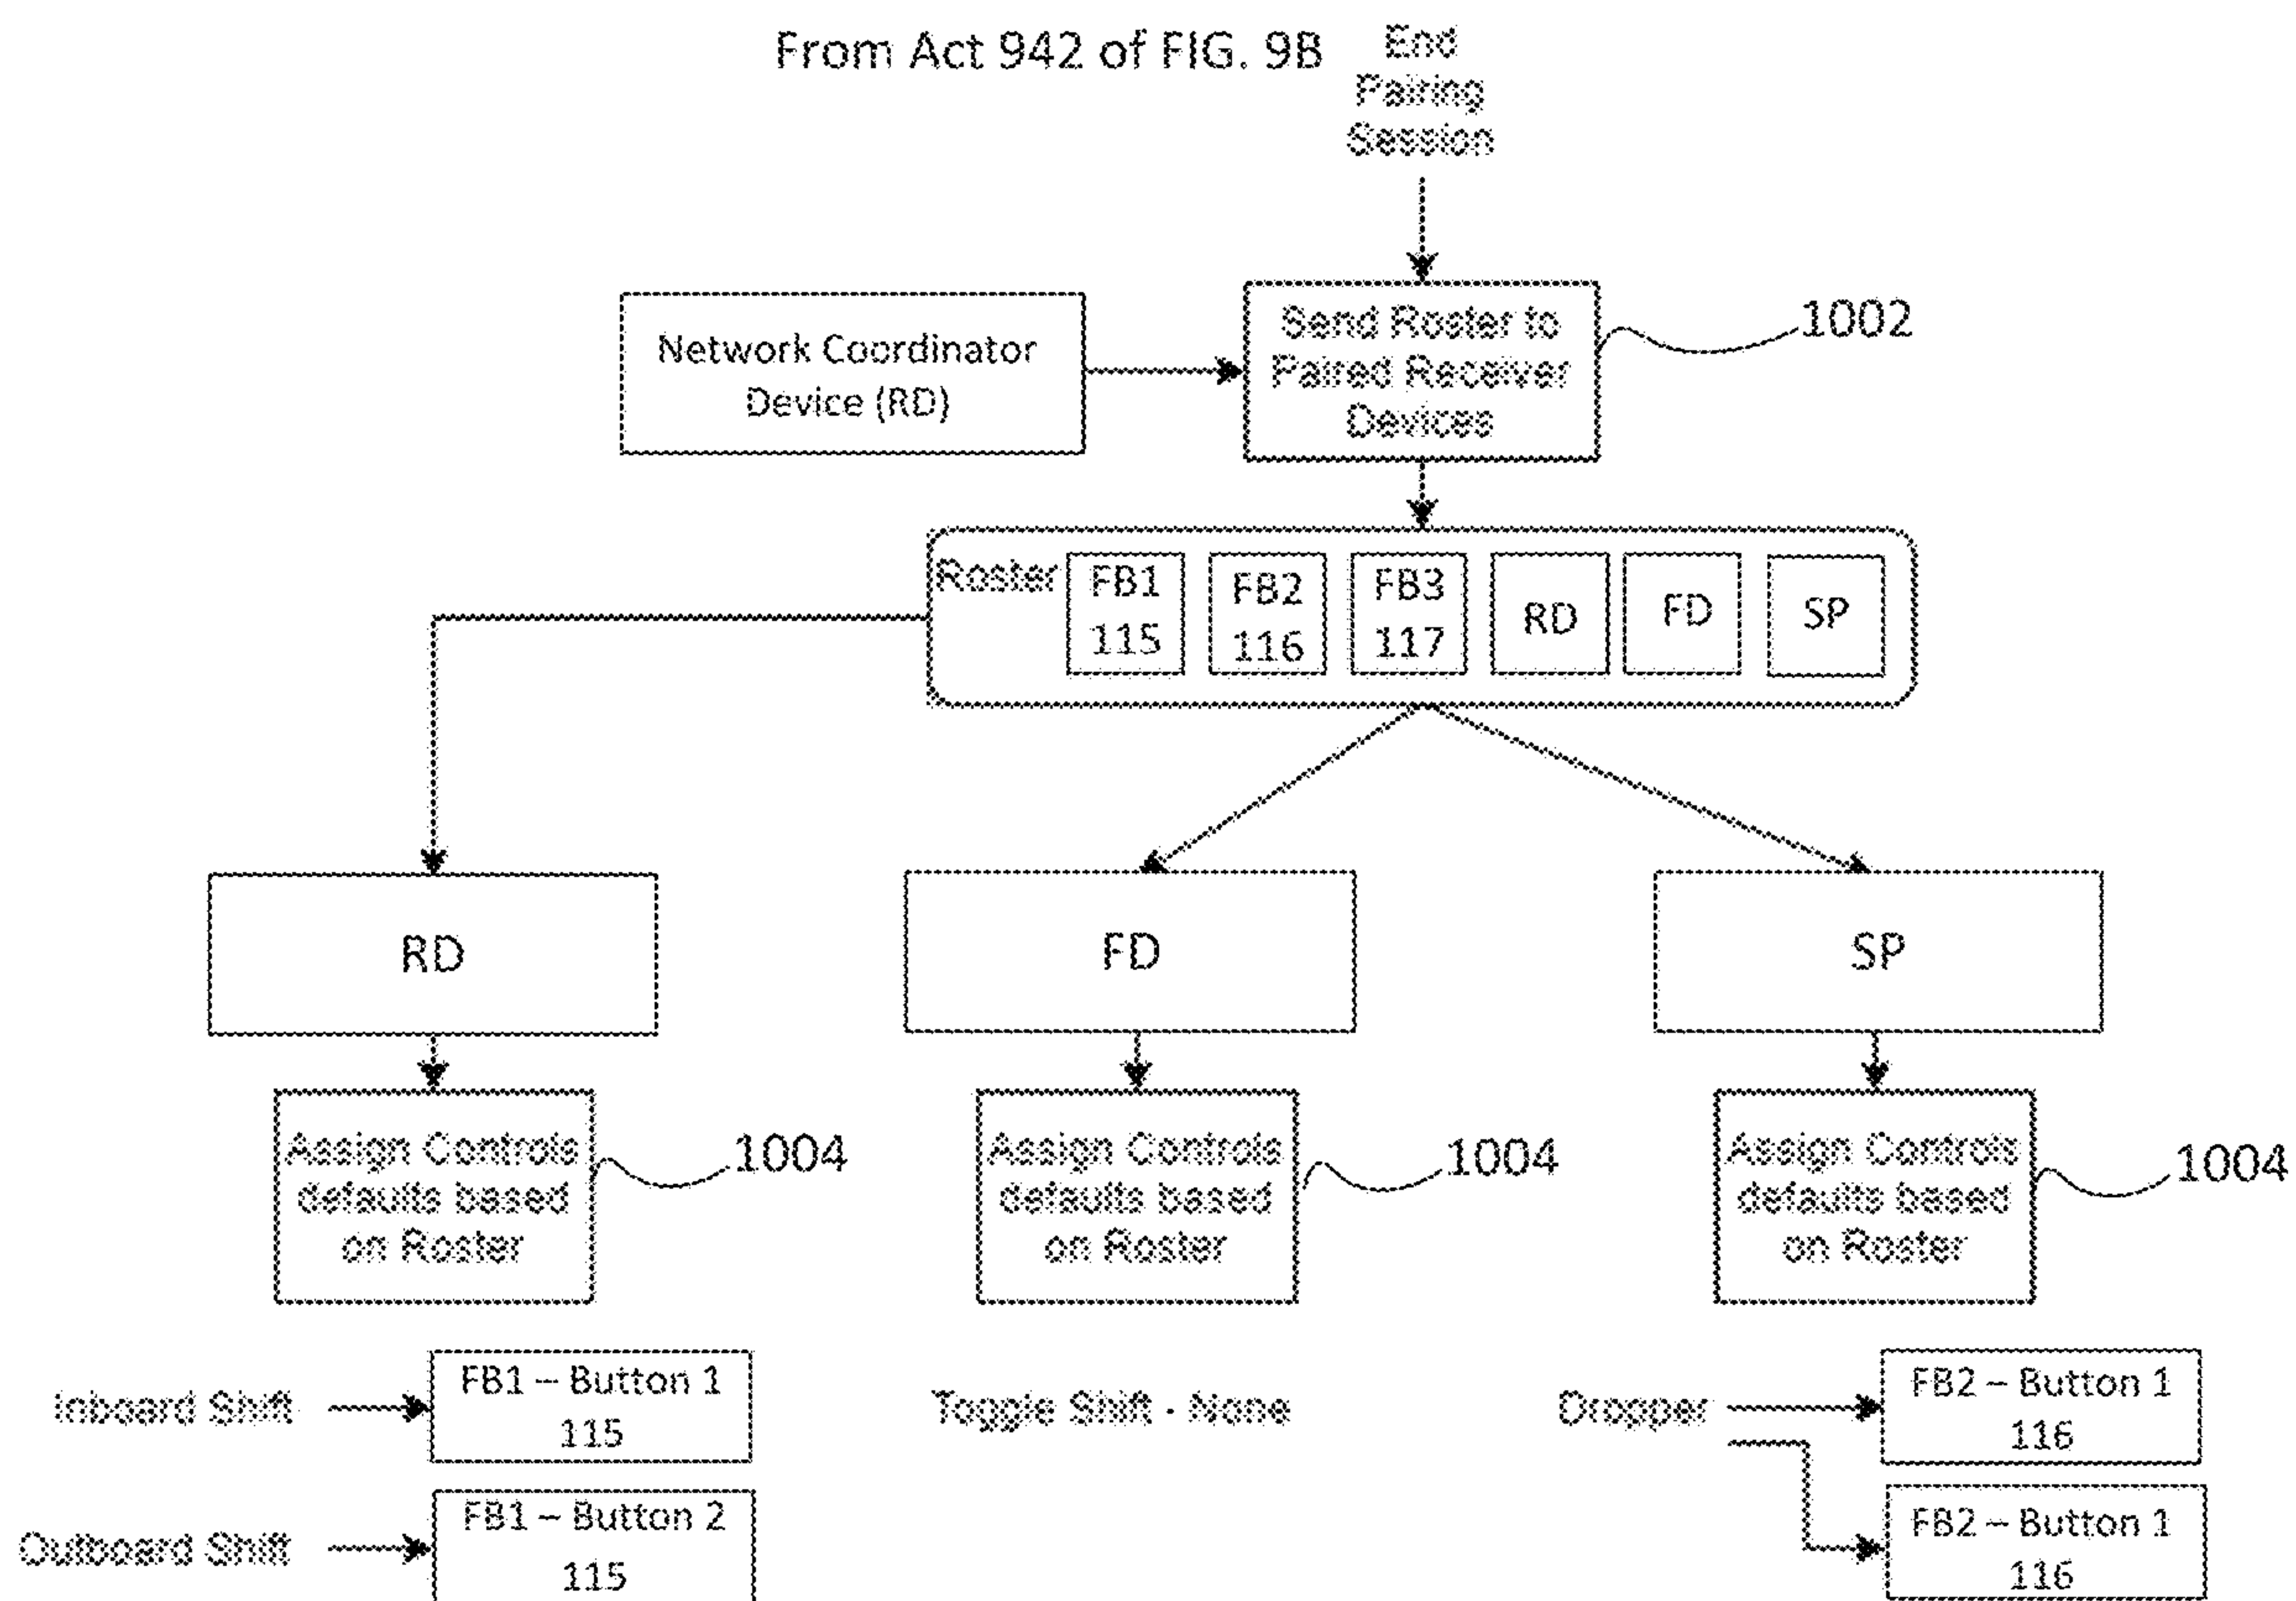 From Act 942 of FIG. 9B
End
Pairing
Session
Network Coordinator
Device (RD)
Send Roster to
Paired Receiver
Devices
1002
Roster
FB1
115
FB2
116
FB3
117
RD
FD
SP
RD
FD
SP
Assign Controls
defaults based
on Roster
1004
Assign Controls
defaults based
on Roster
1004
Assign Controls
defaults based
on Roster
1004
Inboard Shift
FB1 – Button 1
115
Toggle Shift - None
Dropper
FB2 – Button 1
116
Outboard Shift
FB1 – Button 2
115
FB2 – Button 1
116